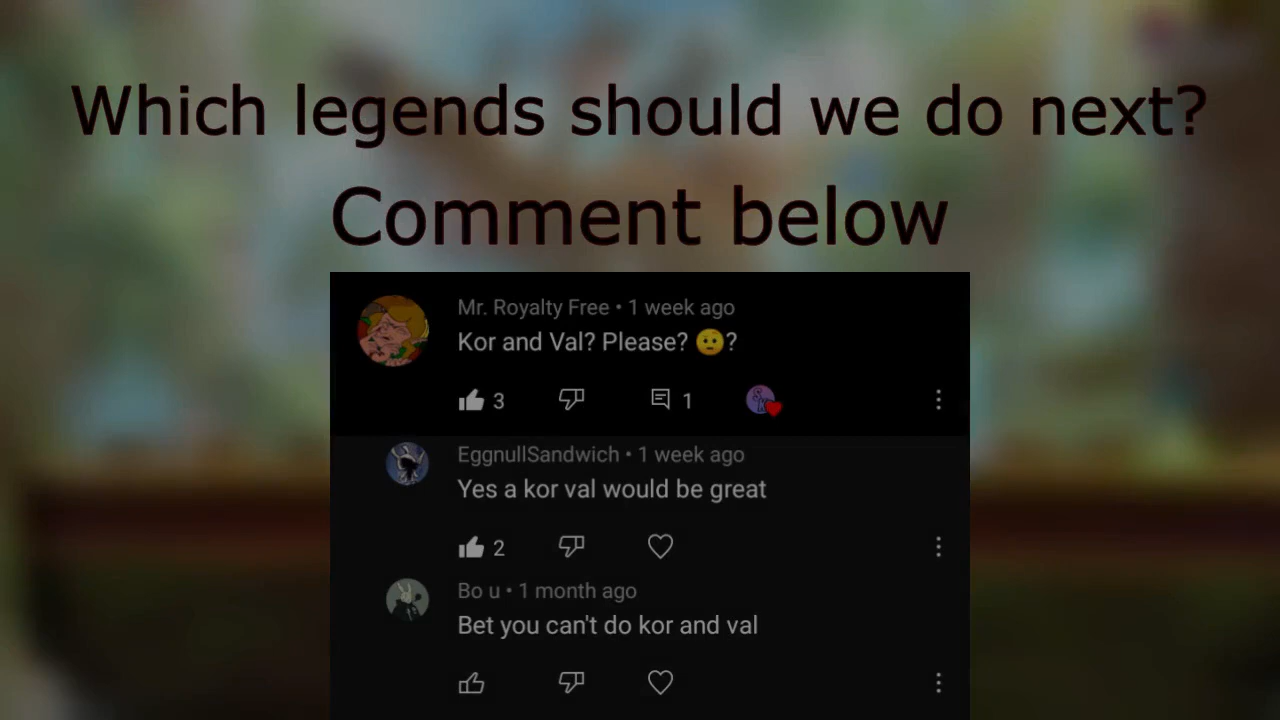 Which legends should we do next?
Comment below
Mr. Royalty Free • 1 week ago
Kor and Val? Please? 😟?
3
1
EggnullSandwich • 1 week ago
Yes a kor val would be great
2
Bo u • 1 month ago
Bet you can't do kor and val